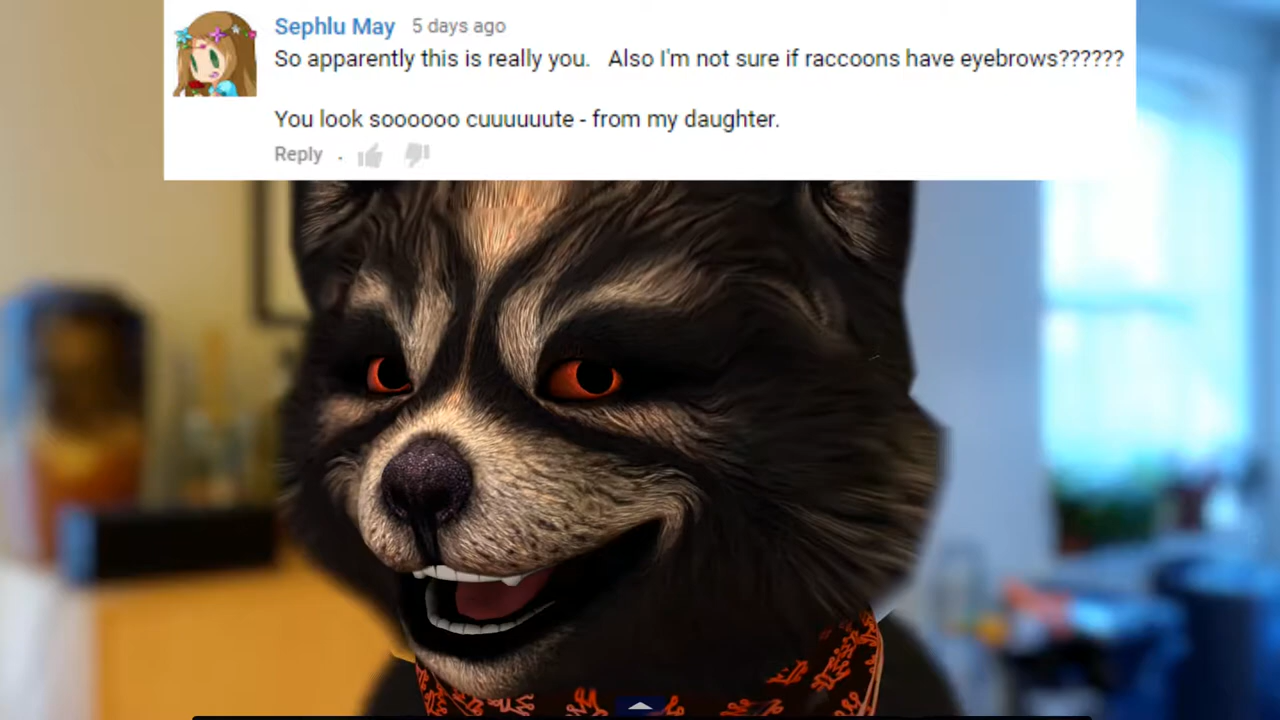 Sephlu May 5 days ago
So apparently this is really you. Also I'm not sure if raccoons have eyebrows??????
You look soooooo cuuuuuute - from my daughter.
Reply .